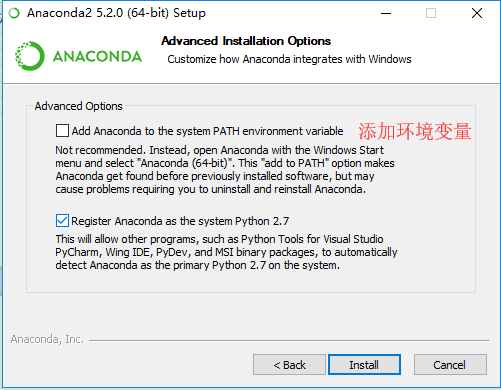 Anaconda2 5.2.0 (64-bit) Setup
ANACONDA
Advanced Installation Options
Customize how Anaconda integrates with Windows
Advanced Options
Add Anaconda to the system PATH environment variable
添加环境变量
Not recommended. Instead, open Anaconda with the Windows Start
menu and select "Anaconda (64-bit)". This "add to PATH" option makes
Anaconda get found before previously installed software, but may
cause problems requiring you to uninstall and reinstall Anaconda.
Register Anaconda as the system Python 2.7
This will allow other programs, such as Python Tools for Visual Studio
PyCharm, Wing IDE, PyDev, and MSI binary packages, to automatically
detect Anaconda as the primary Python 2.7 on the system.
Anaconda, Inc.
< Back
Install
Cancel